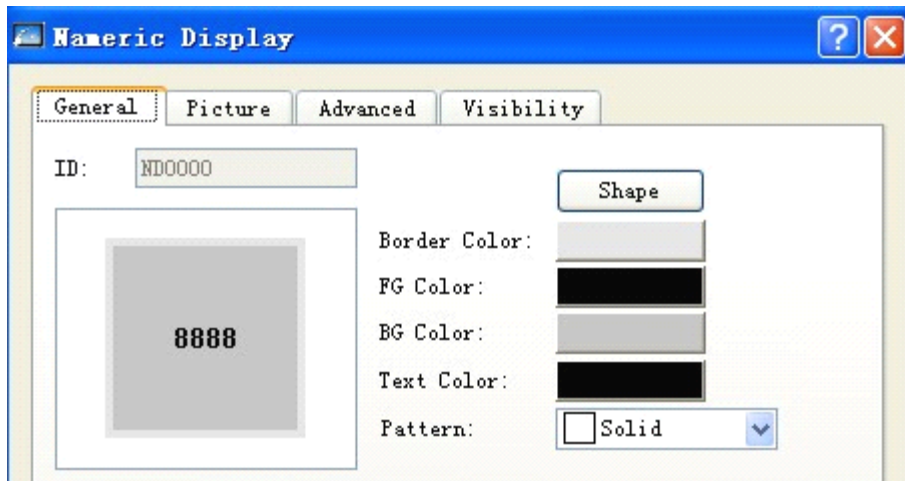 Nameric Display
General Picture Advanced Visibility
ID: ND0000
Shape
Border Color:
FG Color:
8888
BG Color:
Text Color:
Pattern: Solid